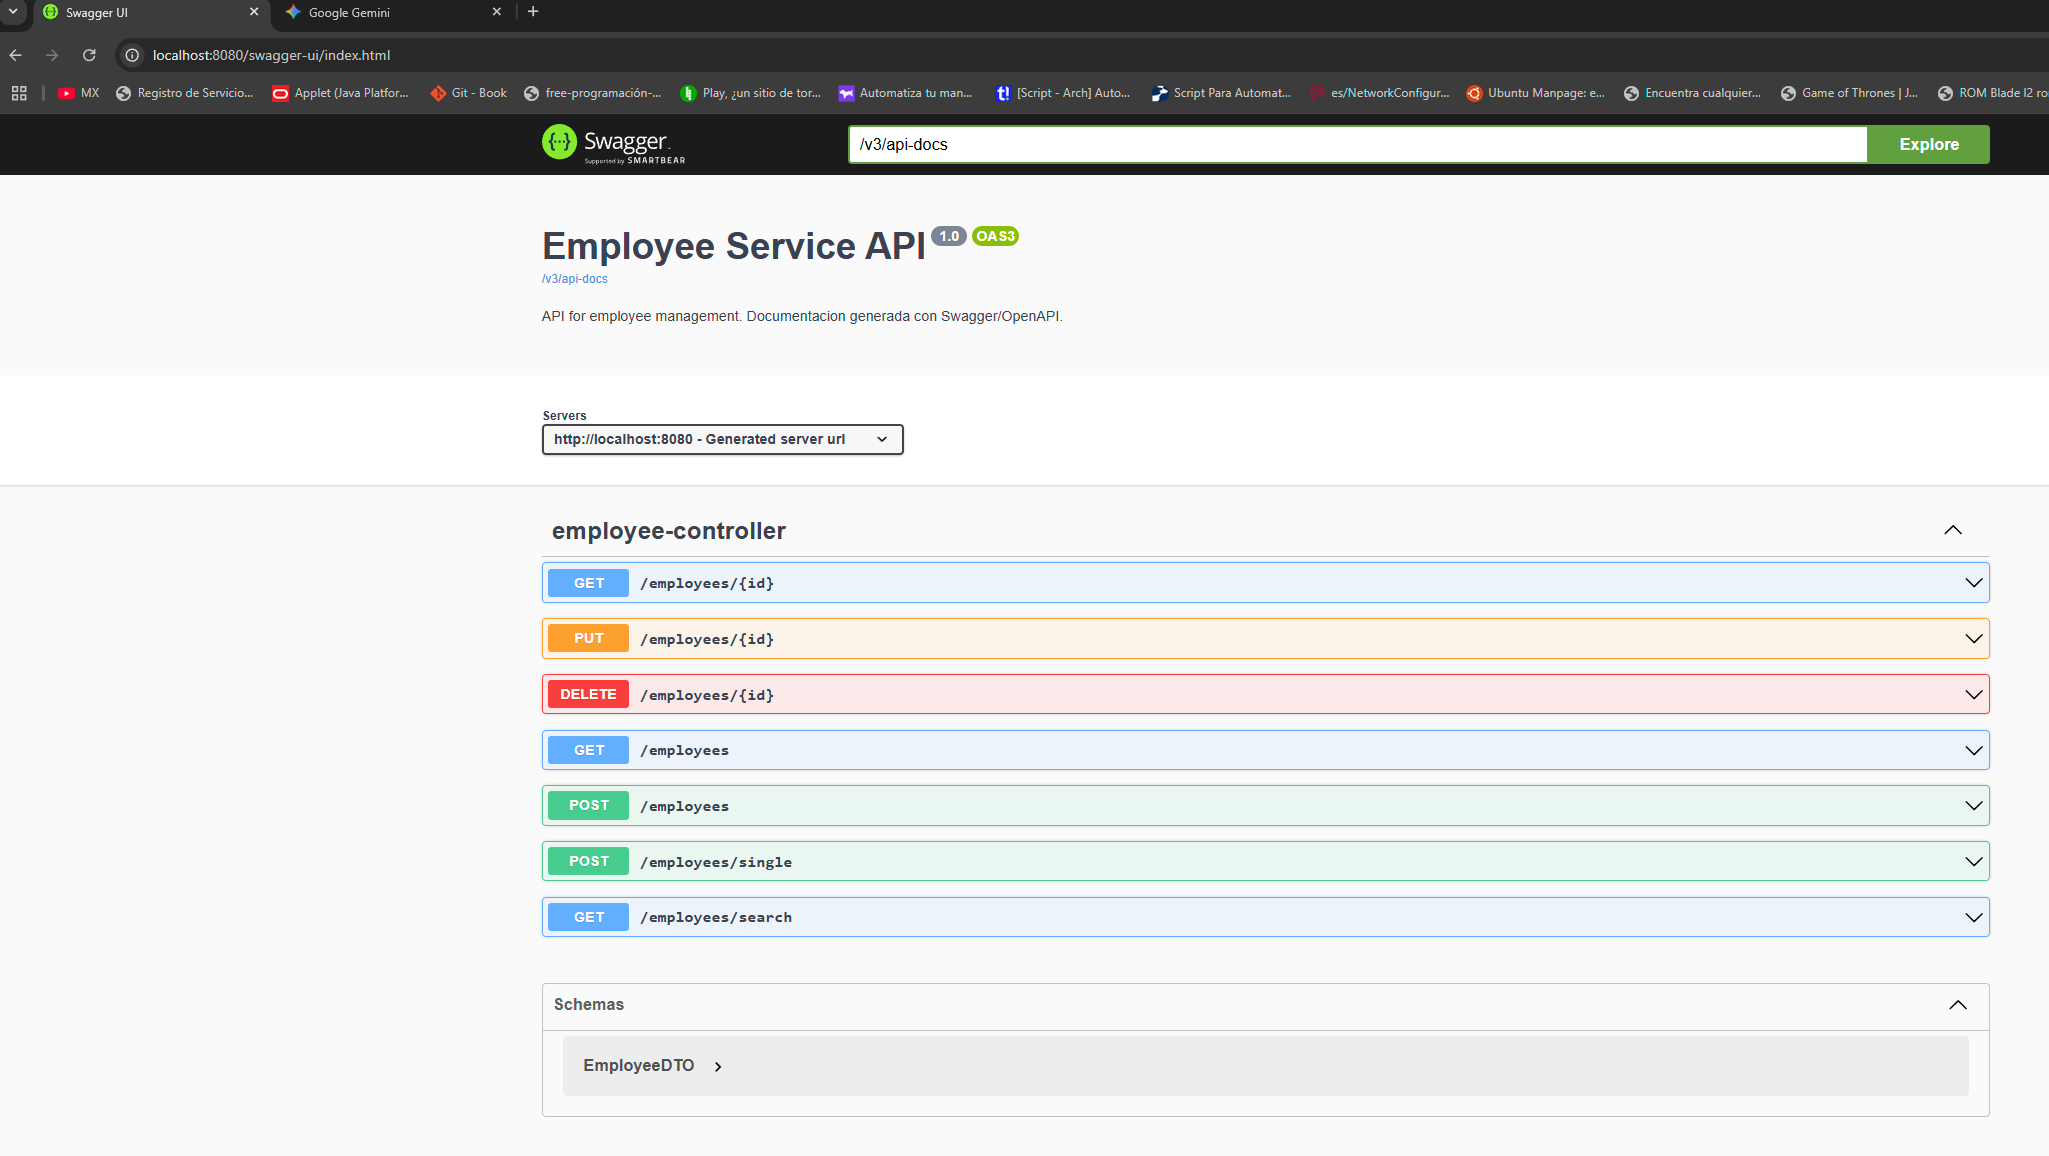 Swagger UI
Google Gemini
localhost:8080/swagger-ui/index.html
MX
Registro de Servicio...
Applet (Java Platfor...
Git - Book
free-programación-...
Play, ¿un sitio de tor...
Automatiza tu man...
[Script - Arch] Auto...
Script Para Automat...
es/NetworkConfigur...
Ubuntu Manpage: e...
Encuentra cualquier...
Game of Thrones | J...
ROM Blade l2 ro
Swagger
Supported by SMARTBEAR
/v3/api-docs
Explore
Employee Service API 1.0 OAS3
/v3/api-docs
API for employee management. Documentacion generada con Swagger/OpenAPI.
Servers
http://localhost:8080 - Generated server url
employee-controller
GET /employees/{id}
PUT /employees/{id}
DELETE /employees/{id}
GET /employees
POST /employees
POST /employees/single
GET /employees/search
Schemas
EmployeeDTO